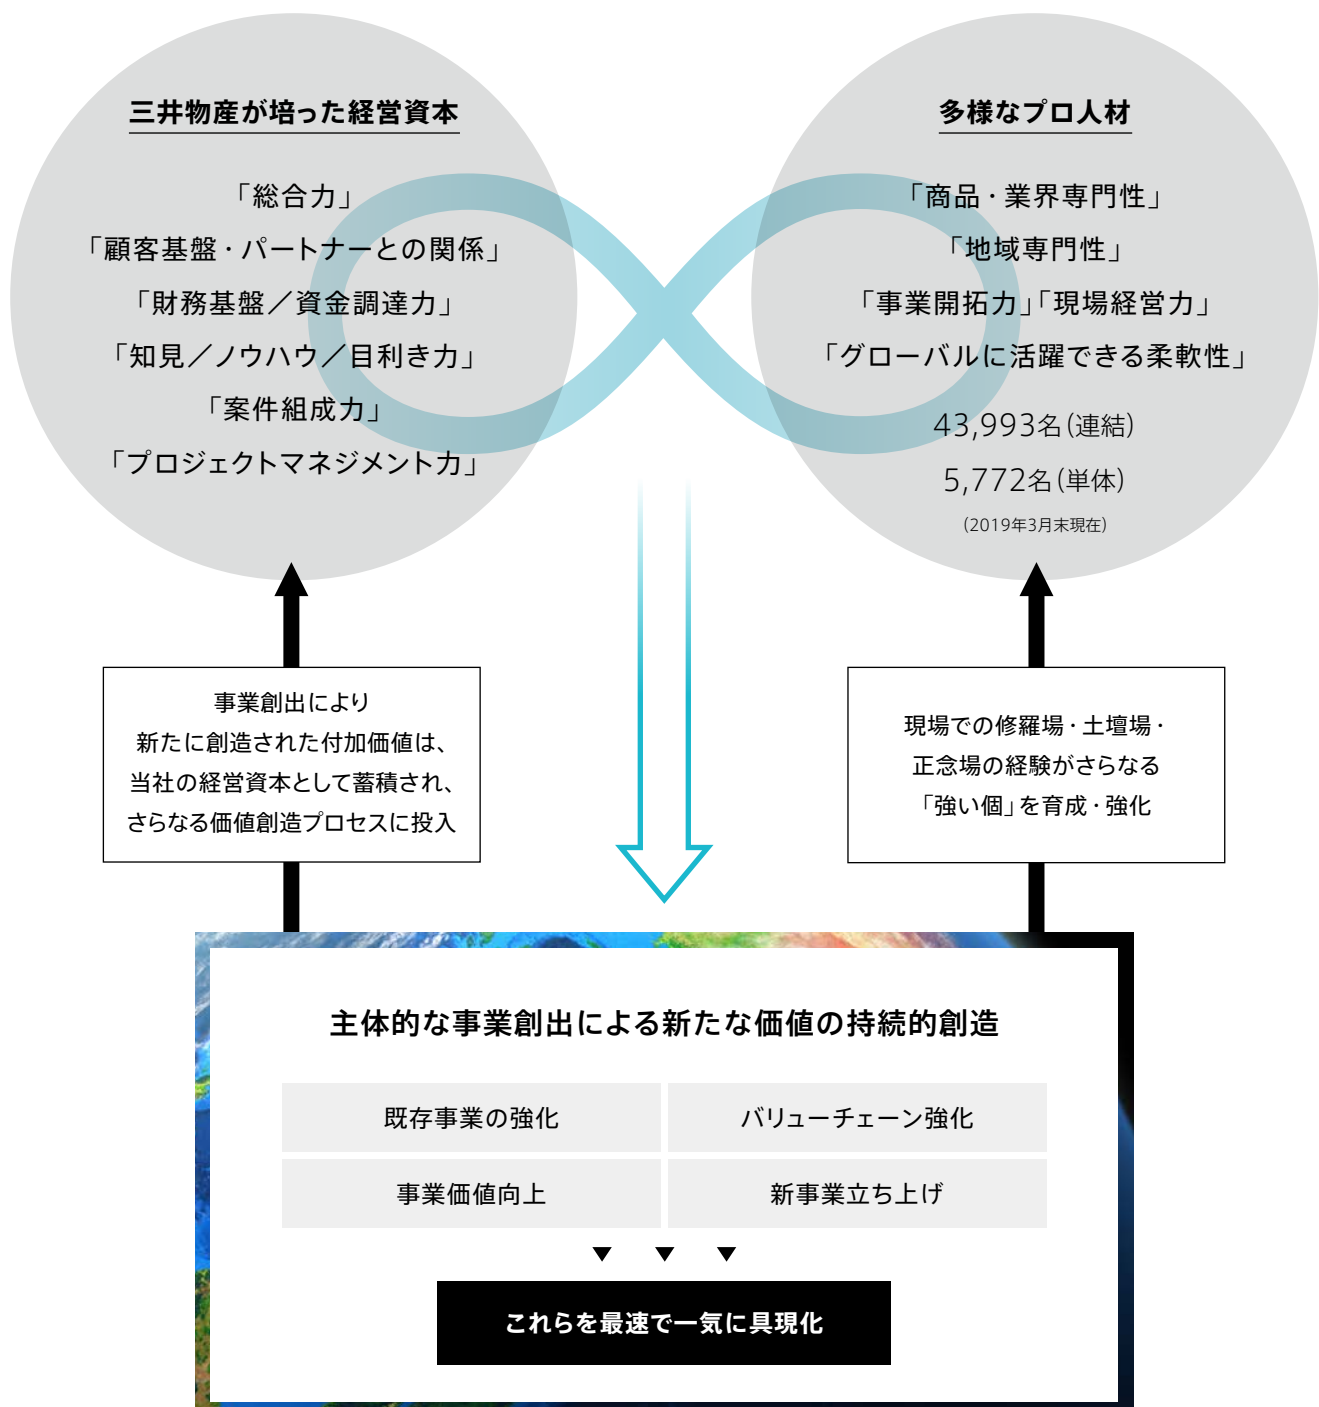 三井物産が培った経営資本
「総合力」
「顧客基盤・パートナーとの関係」
「財務基盤／資金調達力」
「知見／ノウハウ／目利き力」
「案件組成力」
「プロジェクトマネジメント力」
多様なプロ人材
「商品・業界専門性」
「地域専門性」
「事業開拓力」「現場経営力」
「グローバルに活躍できる柔軟性」
43,993名（連結）
5,772名（単体）
（2019年3月末現在）
事業創出により
新たに創造された付加価値は、
当社の経営資本として蓄積され、
さらなる価値創造プロセスに投入
現場での修羅場・土壇場・
正念場の経験がさらなる
「強い個」を育成・強化
主体的な事業創出による新たな価値の持続的創造
既存事業の強化
バリューチェーン強化
事業価値向上
新事業立ち上げ
これらを最速で一気に具現化